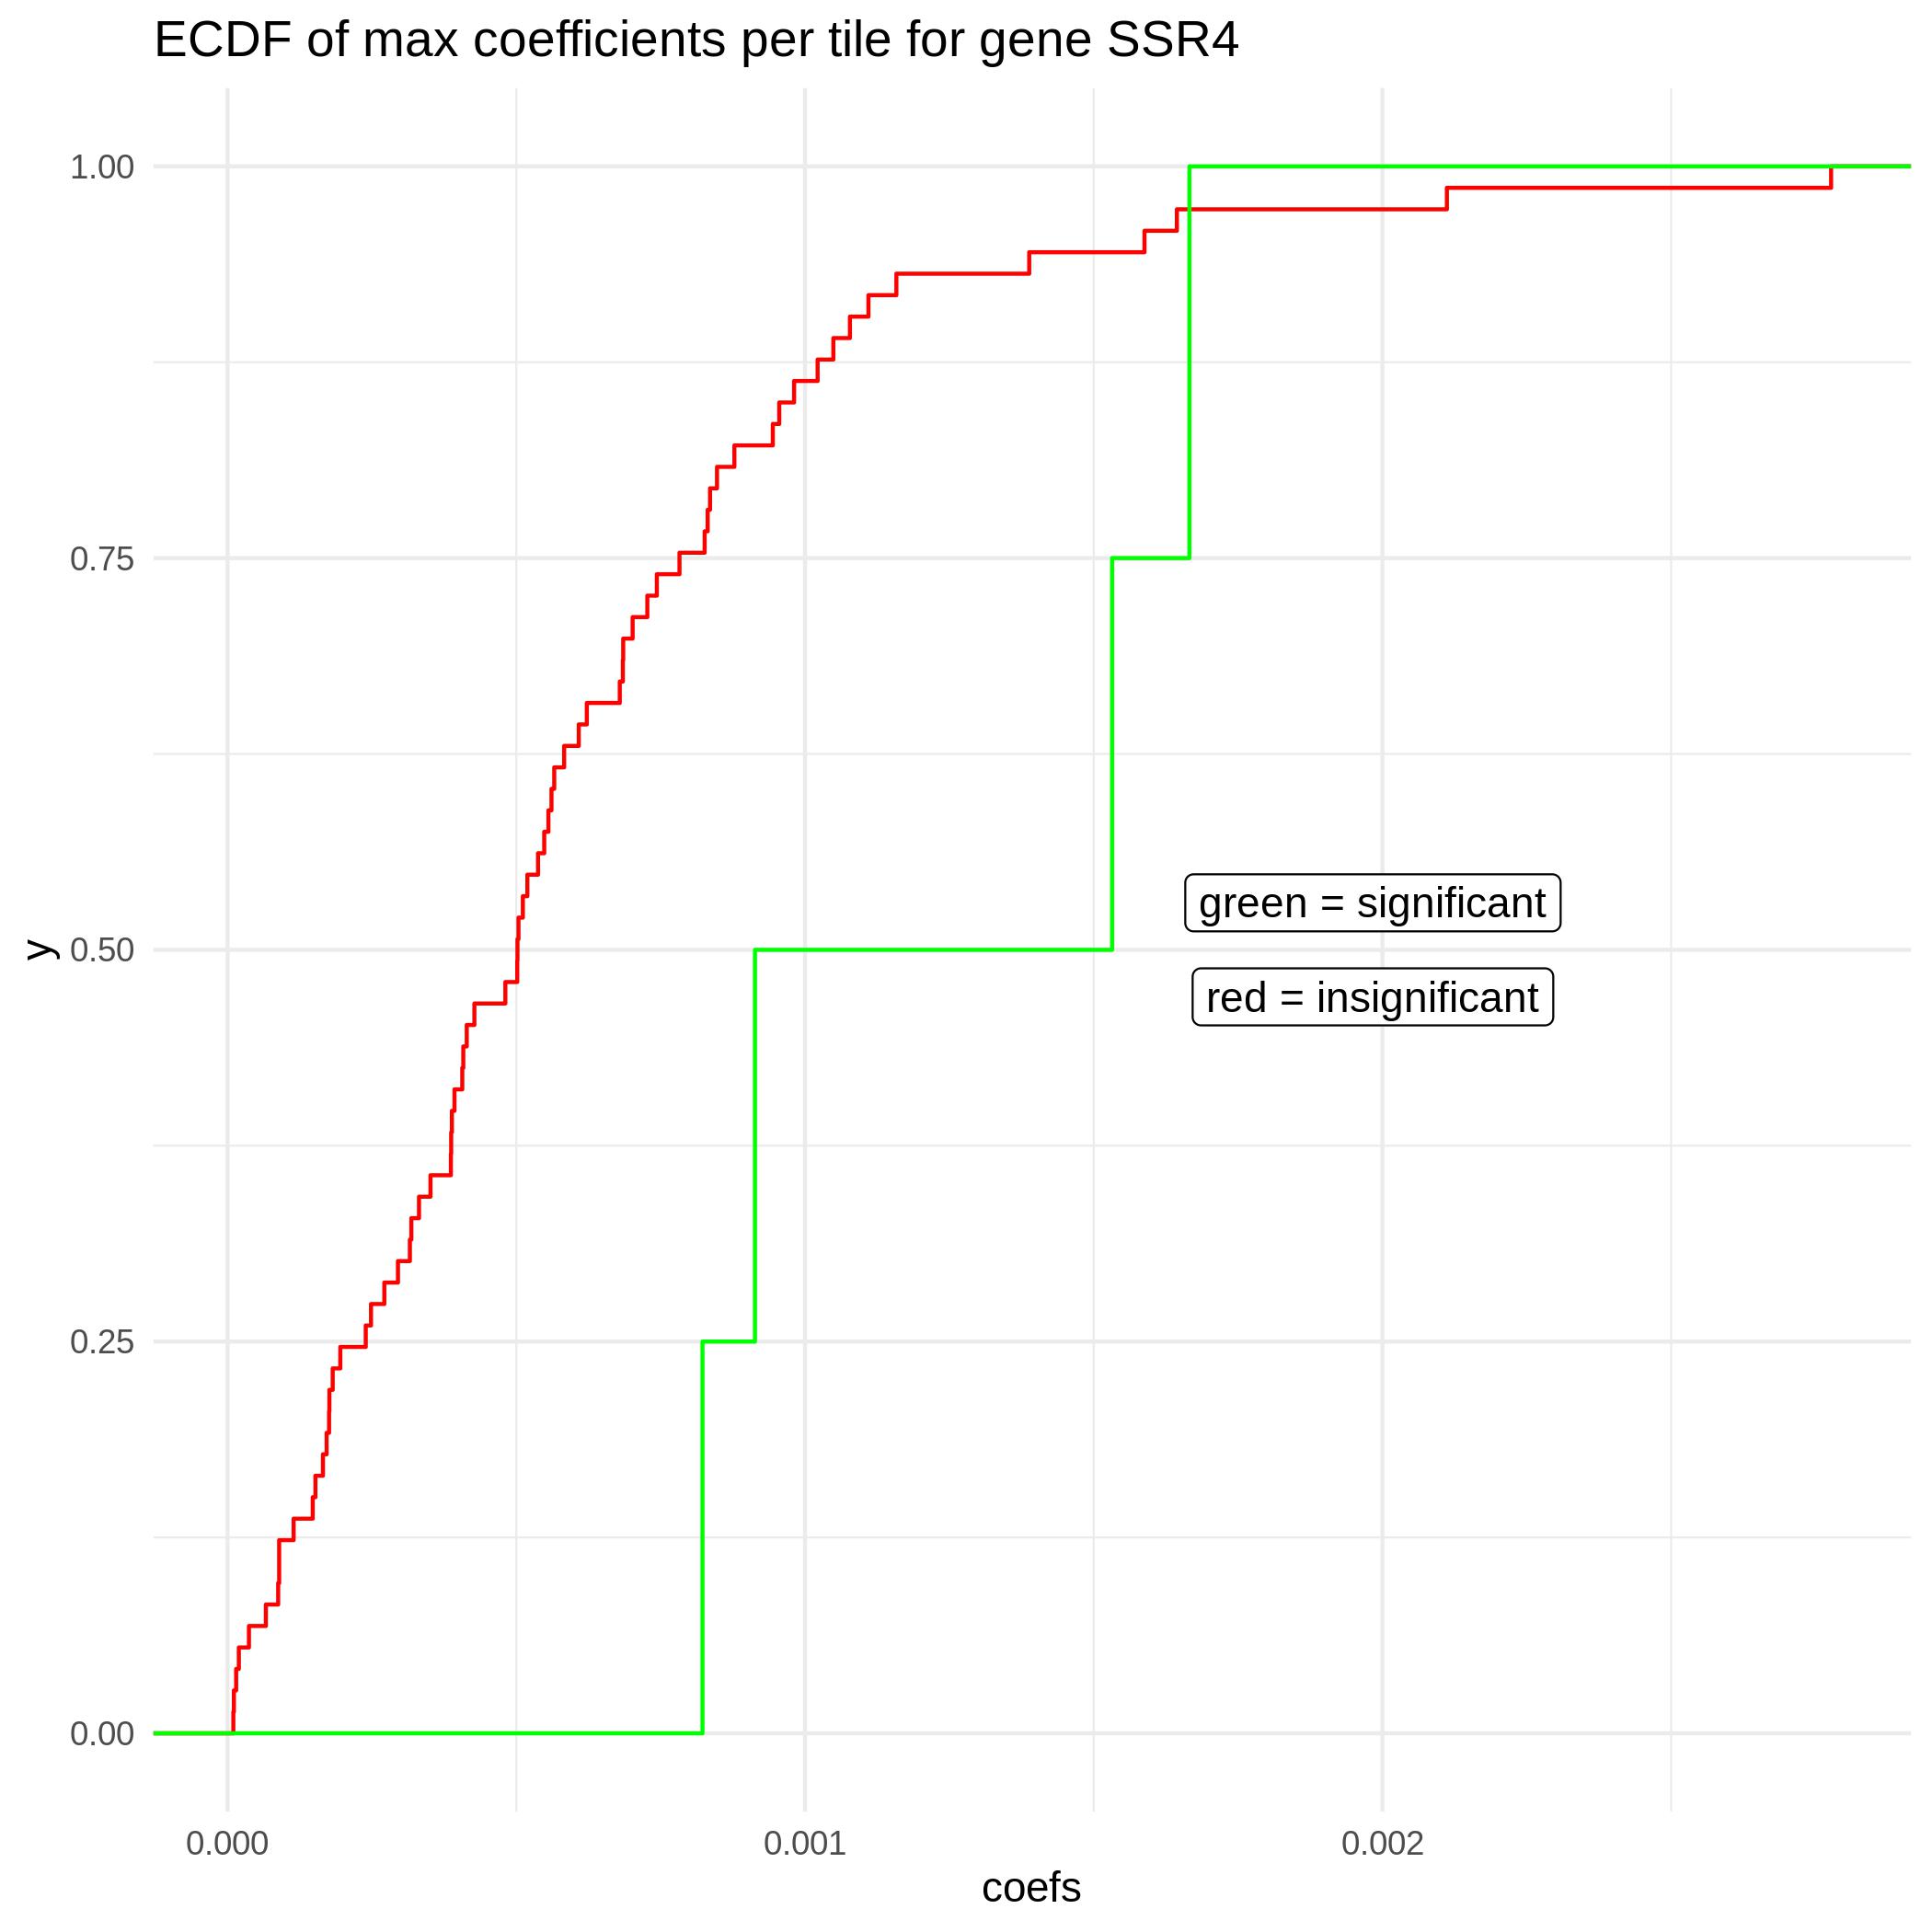 ECDF of max coefficients per tile for gene SSR4
1.00
0.75
0.50
0.25
0.00
y
green = significant
red = insignificant
0.000 0.001 0.002
coefs